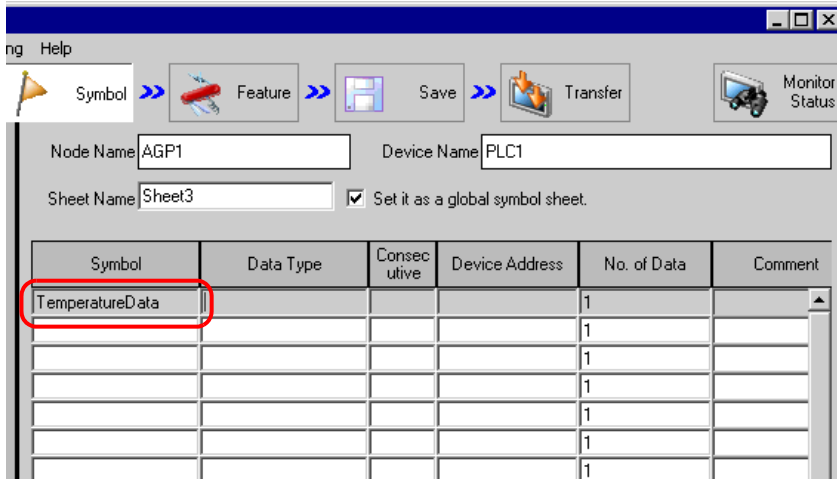 ng Help
Symbol >> Feature >> Save >> Transfer Monitor Status
Node Name AGP1 Device Name PLC1
Sheet Name Sheet3 Set it as a global symbol sheet.
Symbol Data Type Consecutive Device Address No. of Data Comment
TemperatureData 1
1
1
1
1
1
1